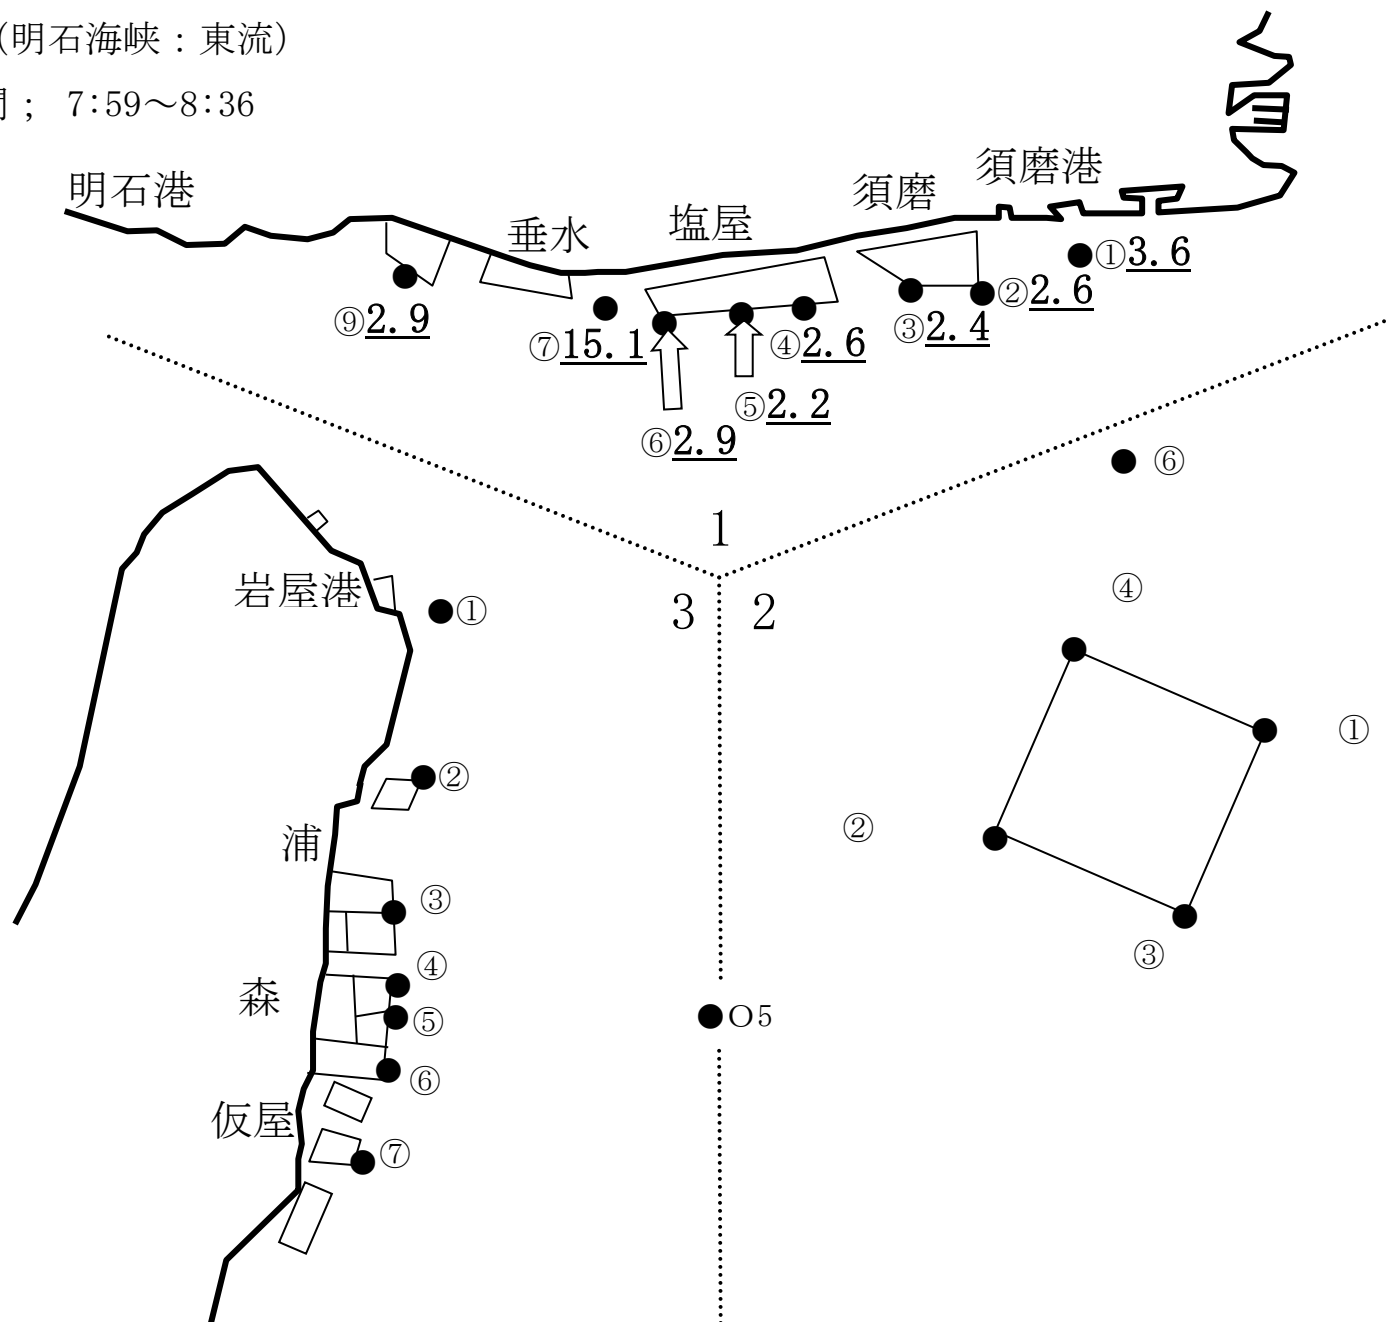 (明石海峡：東流)
； 7:59～8:36
明石港
垂水
塩屋
須磨
須磨港
①3.6
②2.6
③2.4
④2.6
⑤2.2
⑥2.9
⑦15.1
⑨2.9
1
3
2
⑥
④
①
②
③
岩屋港
①
②
浦
③
④
森
⑤
⑥
仮屋
⑦
O5